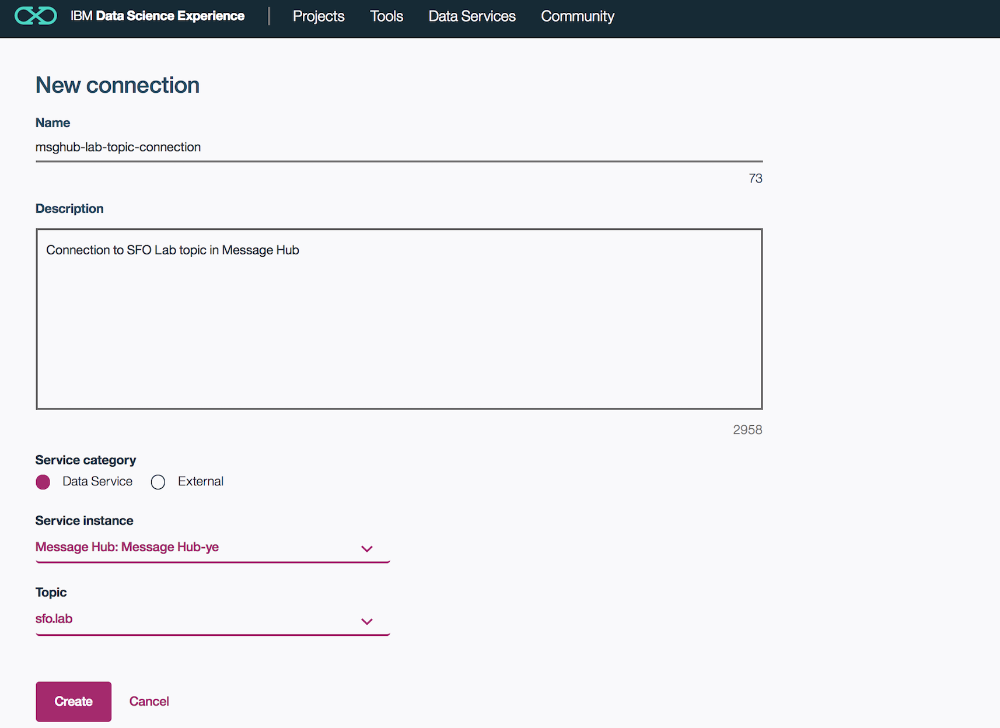 IBM Data Science Experience | Projects Tools Data Services Community
New connection
Name
msghub-lab-topic-connection
73
Description
Connection to SFO Lab topic in Message Hub
2958
Service category
Data Service External
Service instance
Message Hub: Message Hub-ye
Topic
sfo.lab
Create Cancel